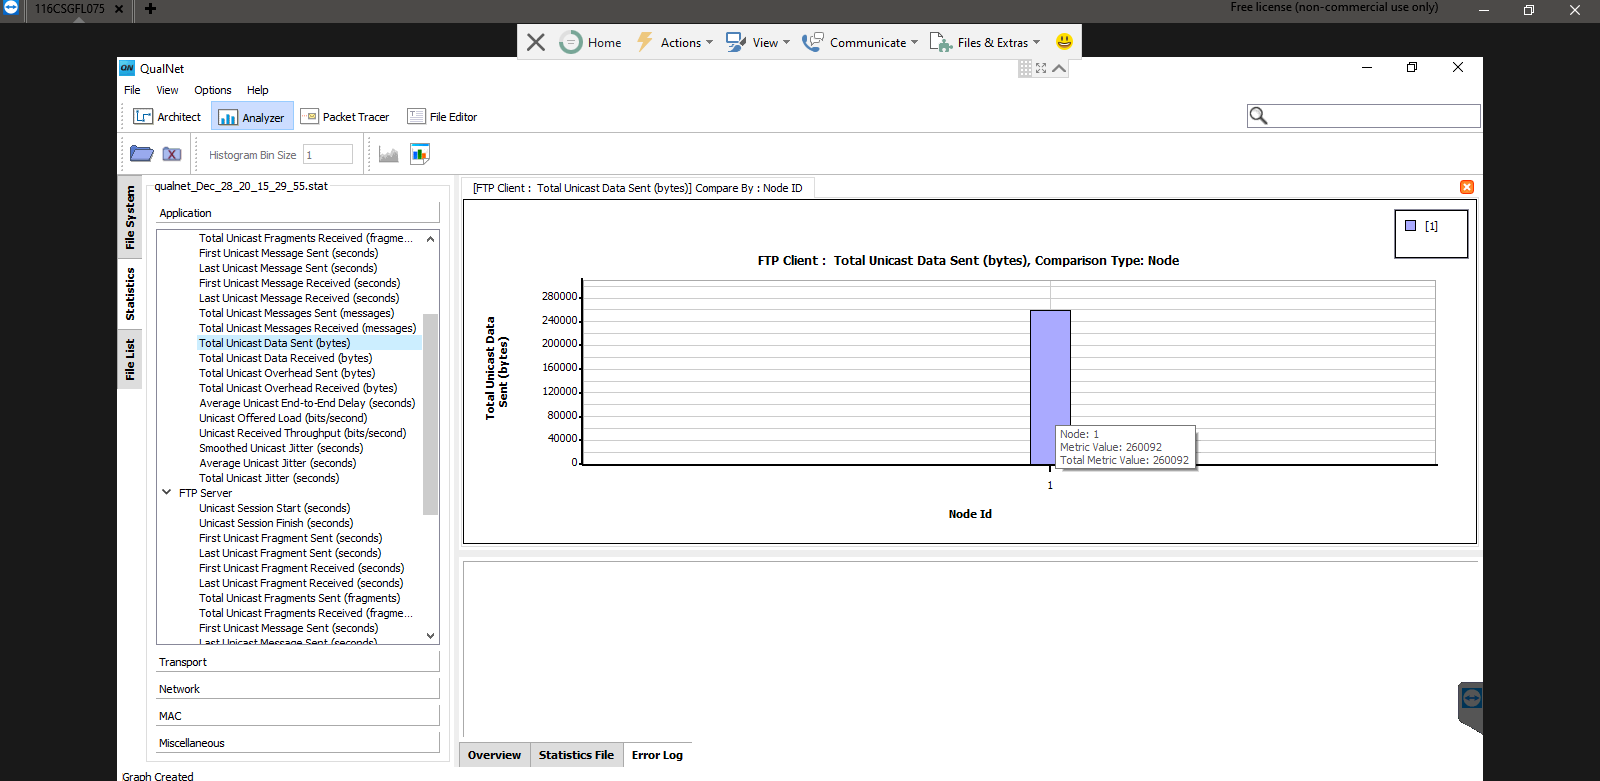 116CSGFL075
Free license (non-commercial use only)
Home Actions View Communicate Files & Extras
QN QualNet
File View Options Help
Architect Analyzer Packet Tracer File Editor
Histogram Bin Size 1
File System
Statistics
File List
qualnet_Dec_28_20_15_29_55.stat
Application
Total Unicast Fragments Received (fragme...
First Unicast Message Sent (seconds)
Last Unicast Message Sent (seconds)
First Unicast Message Received (seconds)
Last Unicast Message Received (seconds)
Total Unicast Messages Sent (messages)
Total Unicast Messages Received (messages)
Total Unicast Data Sent (bytes)
Total Unicast Data Received (bytes)
Total Unicast Overhead Sent (bytes)
Total Unicast Overhead Received (bytes)
Average Unicast End-to-End Delay (seconds)
Unicast Offered Load (bits/second)
Unicast Received Throughput (bits/second)
Smoothed Unicast Jitter (seconds)
Average Unicast Jitter (seconds)
Total Unicast Jitter (seconds)
FTP Server
Unicast Session Start (seconds)
Unicast Session Finish (seconds)
First Unicast Fragment Sent (seconds)
Last Unicast Fragment Sent (seconds)
First Unicast Fragment Received (seconds)
Last Unicast Fragment Received (seconds)
Total Unicast Fragments Sent (fragments)
Total Unicast Fragments Received (fragme...
First Unicast Message Sent (seconds)
Last Unicast Message Sent (seconds)
Transport
Network
MAC
Miscellaneous
Graph Created
[FTP Client : Total Unicast Data Sent (bytes)] Compare By : Node ID
[1]
FTP Client : Total Unicast Data Sent (bytes), Comparison Type: Node
Total Unicast Data
Sent (bytes)
280000
240000
200000
160000
120000
80000
40000
0
Node: 1
Metric Value: 260092
Total Metric Value: 260092
1
Node Id
Overview Statistics File Error Log